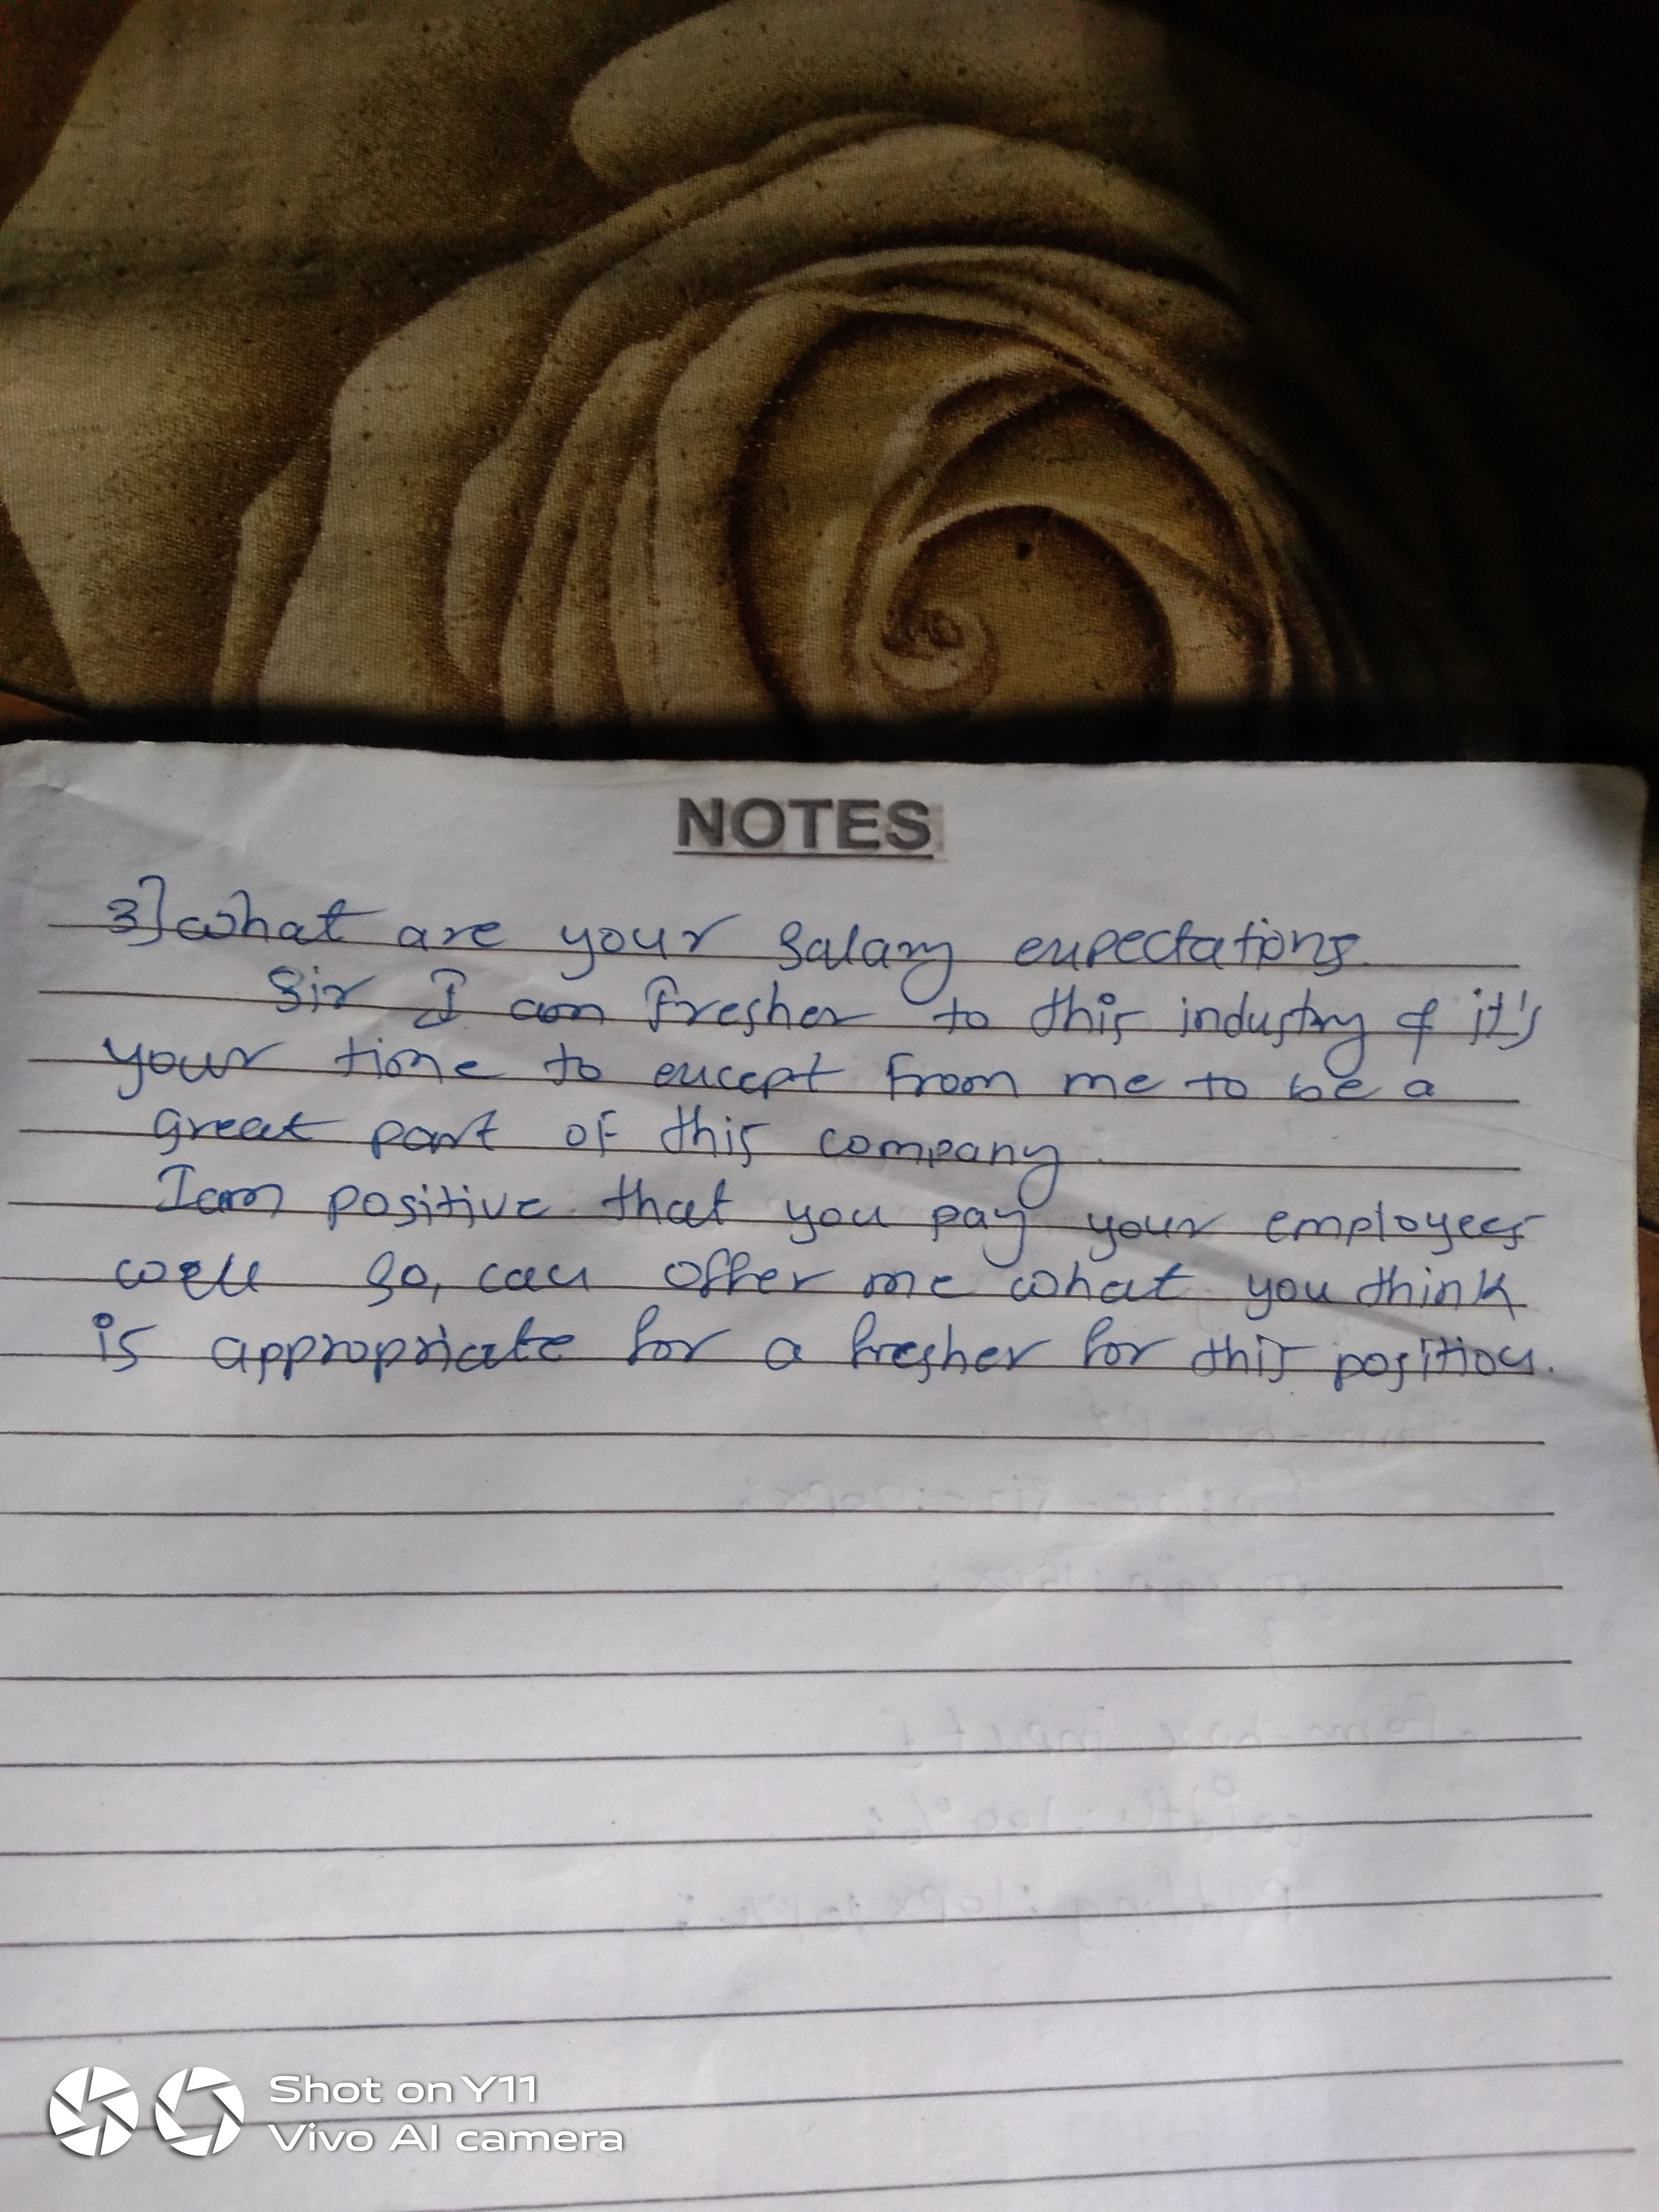 NOTES
3] what are your salary expectations.
Sir I am Fresher to this industry & it's
your time to except from me to be a
great part of this company.
I am positive that you pay your employees
well so, can offer me what you think
is appropriate for a fresher for this position.
Shot on Y11
Vivo AI camera